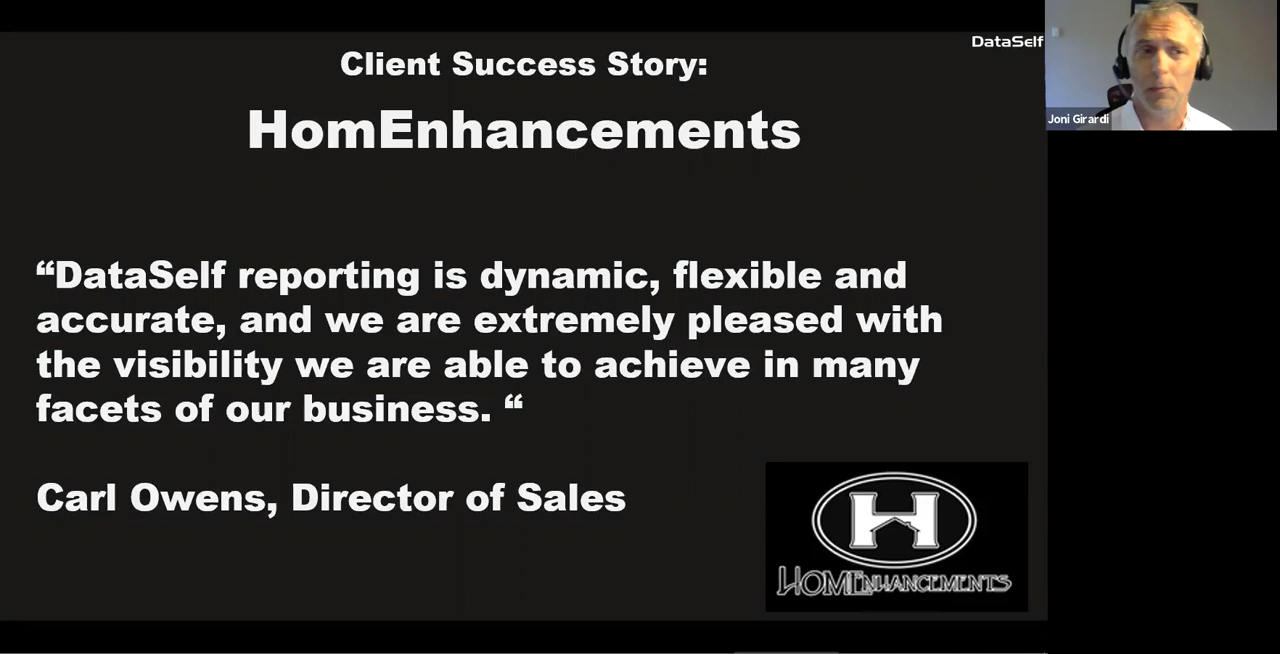 DataSelf
Client Success Story:
HomEnhancements
Joni Girardi
“DataSelf reporting is dynamic, flexible and
accurate, and we are extremely pleased with
the visibility we are able to achieve in many
facets of our business. “
Carl Owens, Director of Sales
H
HOMENHANCEMENTS